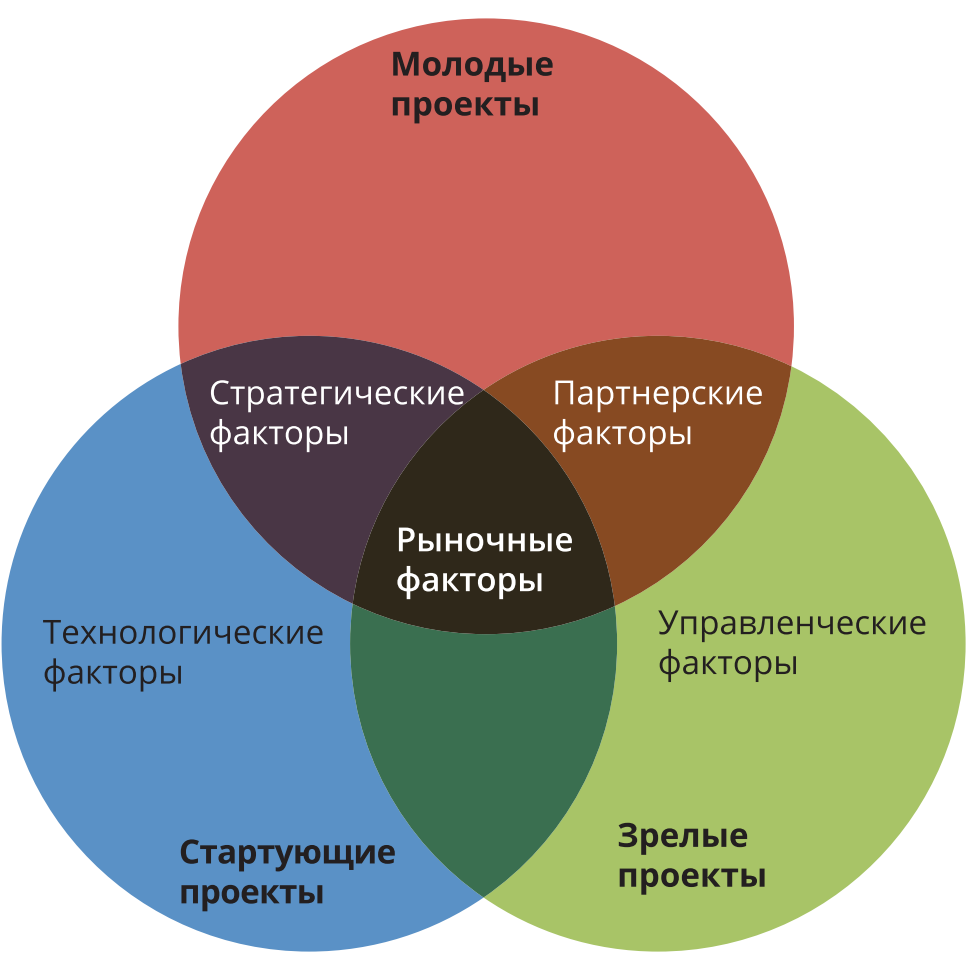 Молодые
проекты
Стратегические
факторы
Партнерские
факторы
Рыночные
факторы
Технологические
факторы
Управленческие
факторы
Стартующие
проекты
Зрелые
проекты